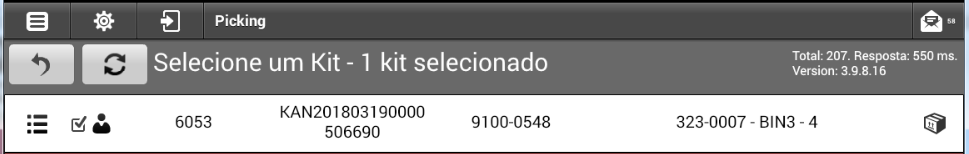 Picking
58
Selecione um Kit - 1 kit selecionado
Total: 207. Resposta: 550 ms.
Version: 3.9.8.16
6053
KAN201803190000
506690
9100-0548
323-0007 - BIN3 - 4